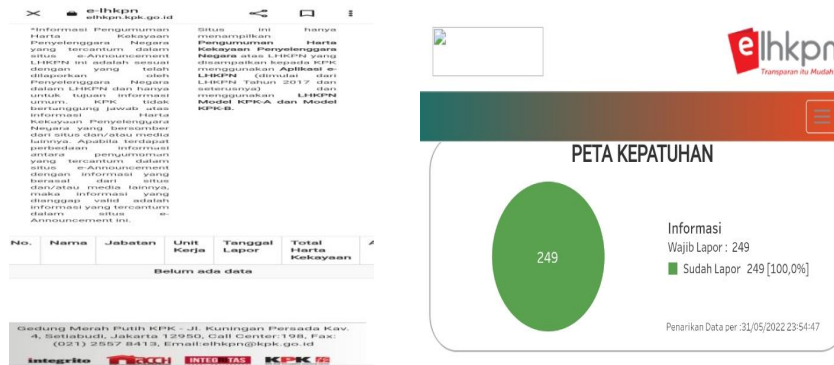 e-lhkpn
elhkpn.kpk.go.id
*Informasi Pengumuman
Harta Kekayaan
Penyelenggara Negara
yang tercantum dalam
situs e-Announcement
LHKPN ini adalah sesuai
dengan yang telah
dilaporkan oleh
Penyelenggara Negara
dalam LHKPN dan hanya
untuk tujuan informasi
umum. KPK tidak
bertanggung jawab atas
informasi Harta
Kekayaan Penyelenggara
Negara yang bersumber
dari situs dan/atau media
lainnya. Apabila terdapat
perbedaan informasi
antara pengumuman
yang tercantum dalam
situs e-Announcement
dengan informasi yang
berasal dari situs
dan/atau media lainnya,
maka informasi yang
dianggap valid adalah
informasi yang tercantum
dalam situs e-
Announcement ini.
Situs ini hanya
menampilkan
Pengumuman Harta
Kekayaan Penyelenggara
Negara atas LHKPN yang
disampaikan kepada KPK
menggunakan Aplikasi e-
LHKPN (dimulai dari
LHKPN Tahun 2017 dan
seterusnya) dan
menggunakan LHKPN
Model KPK-A dan Model
KPK-B.
No. Nama Jabatan Unit Kerja Tanggal Lapor Total Harta Kekayaan A
Belum ada data
Gedung Merah Putih KPK - Jl. Kuningan Persada Kav.
4, Setiabudi, Jakarta 12950, Call Center:198, Fax:
(021) 2557 8413, Email:elhkpn@kpk.go.id
integrito KPK
elhkpn
Transparan itu Mudah
PETA KEPATUHAN
249
Informasi
Wajib Lapor : 249
Sudah Lapor 249 [100,0%]
Penarikan Data per :31/05/2022 23:54:47